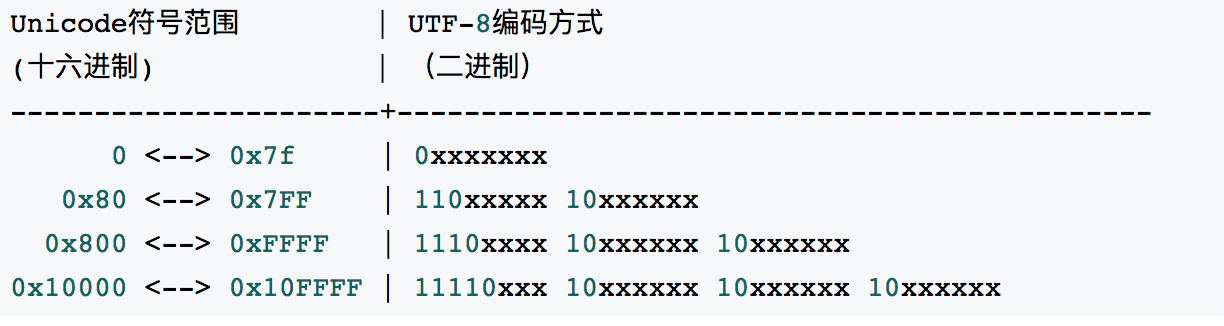 Unicode符号范围 | UTF-8编码方式
(十六进制) | （二进制）
----------------------+---------------------------------------------
0 <--> 0x7f | 0xxxxxxx
0x80 <--> 0x7FF | 110xxxxx 10xxxxxx
0x800 <--> 0xFFFF | 1110xxxx 10xxxxxx 10xxxxxx
0x10000 <--> 0x10FFFF | 11110xxx 10xxxxxx 10xxxxxx 10xxxxxx